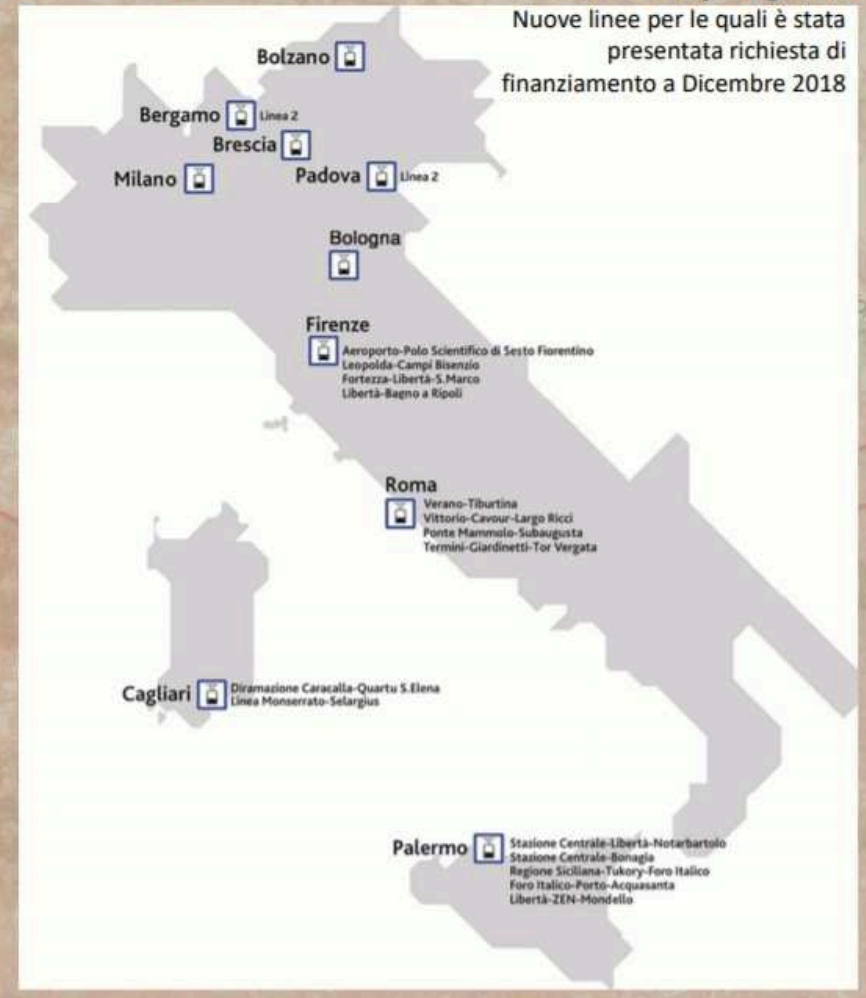 Nuove linee per le quali è stata
presentata richiesta di
finanziamento a Dicembre 2018
Bolzano
Bergamo Linea 2
Brescia
Milano
Padova Linea 2
Bologna
Firenze
Aeroporto-Polo Scientifico di Sesto Fiorentino
Leopolda-Campi Bisenzio
Fortezza-Libertà-S.Marco
Libertà-Bagno a Ripoli
Roma
Verano-Tiburtina
Vittorio-Cavour-Largo Ricci
Ponte Mammolo-Subaugusta
Termini-Giardinetti-Tor Vergata
Cagliari
Diramazione Caracalla-Quartu S.Elena
Linea Monserrato-Selargius
Palermo
Stazione Centrale-Libertà-Notarbartolo
Stazione Centrale-Bonagia
Regione Siciliana-Tukory-Foro Italico
Foro Italico-Porto-Acquasanta
Libertà-ZEN-Mondello